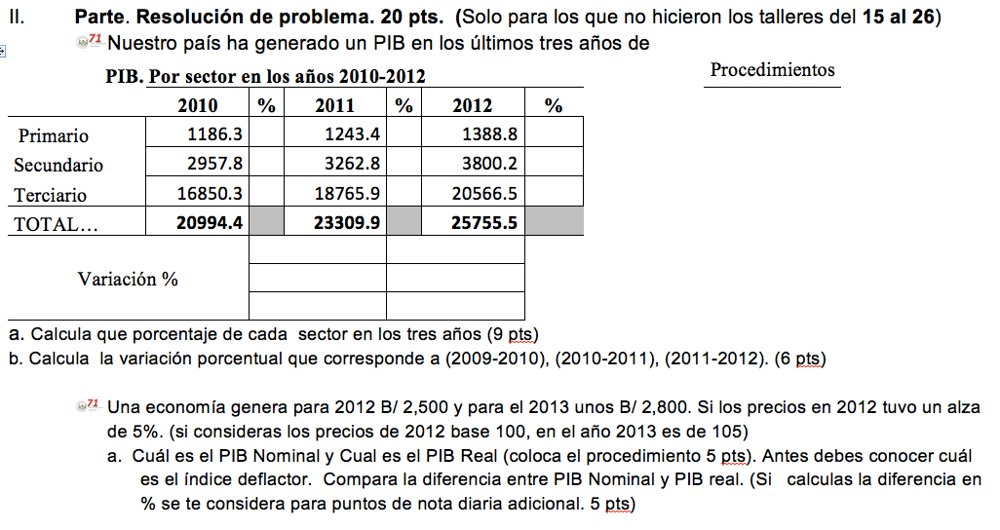 II. Parte. Resolución de problema. 20 pts. (Solo para los que no hicieron los talleres del 15 al 26)
71 Nuestro país ha generado un PIB en los últimos tres años de
Procedimientos
PIB. Por sector en los años 2010-2012
2010 % 2011 % 2012 %
Primario 1186.3 1243.4 1388.8
Secundario 2957.8 3262.8 3800.2
Terciario 16850.3 18765.9 20566.5
TOTAL… 20994.4 23309.9 25755.5
Variación %
a. Calcula que porcentaje de cada sector en los tres años (9 pts)
b. Calcula la variación porcentual que corresponde a (2009-2010), (2010-2011), (2011-2012). (6 pts)
71 Una economía genera para 2012 B/ 2,500 y para el 2013 unos B/ 2,800. Si los precios en 2012 tuvo un alza
de 5%. (si consideras los precios de 2012 base 100, en el año 2013 es de 105)
a. Cuál es el PIB Nominal y Cual es el PIB Real (coloca el procedimiento 5 pts). Antes debes conocer cuál
es el índice deflactor. Compara la diferencia entre PIB Nominal y PIB real. (Si calculas la diferencia en
% se te considera para puntos de nota diaria adicional. 5 pts)